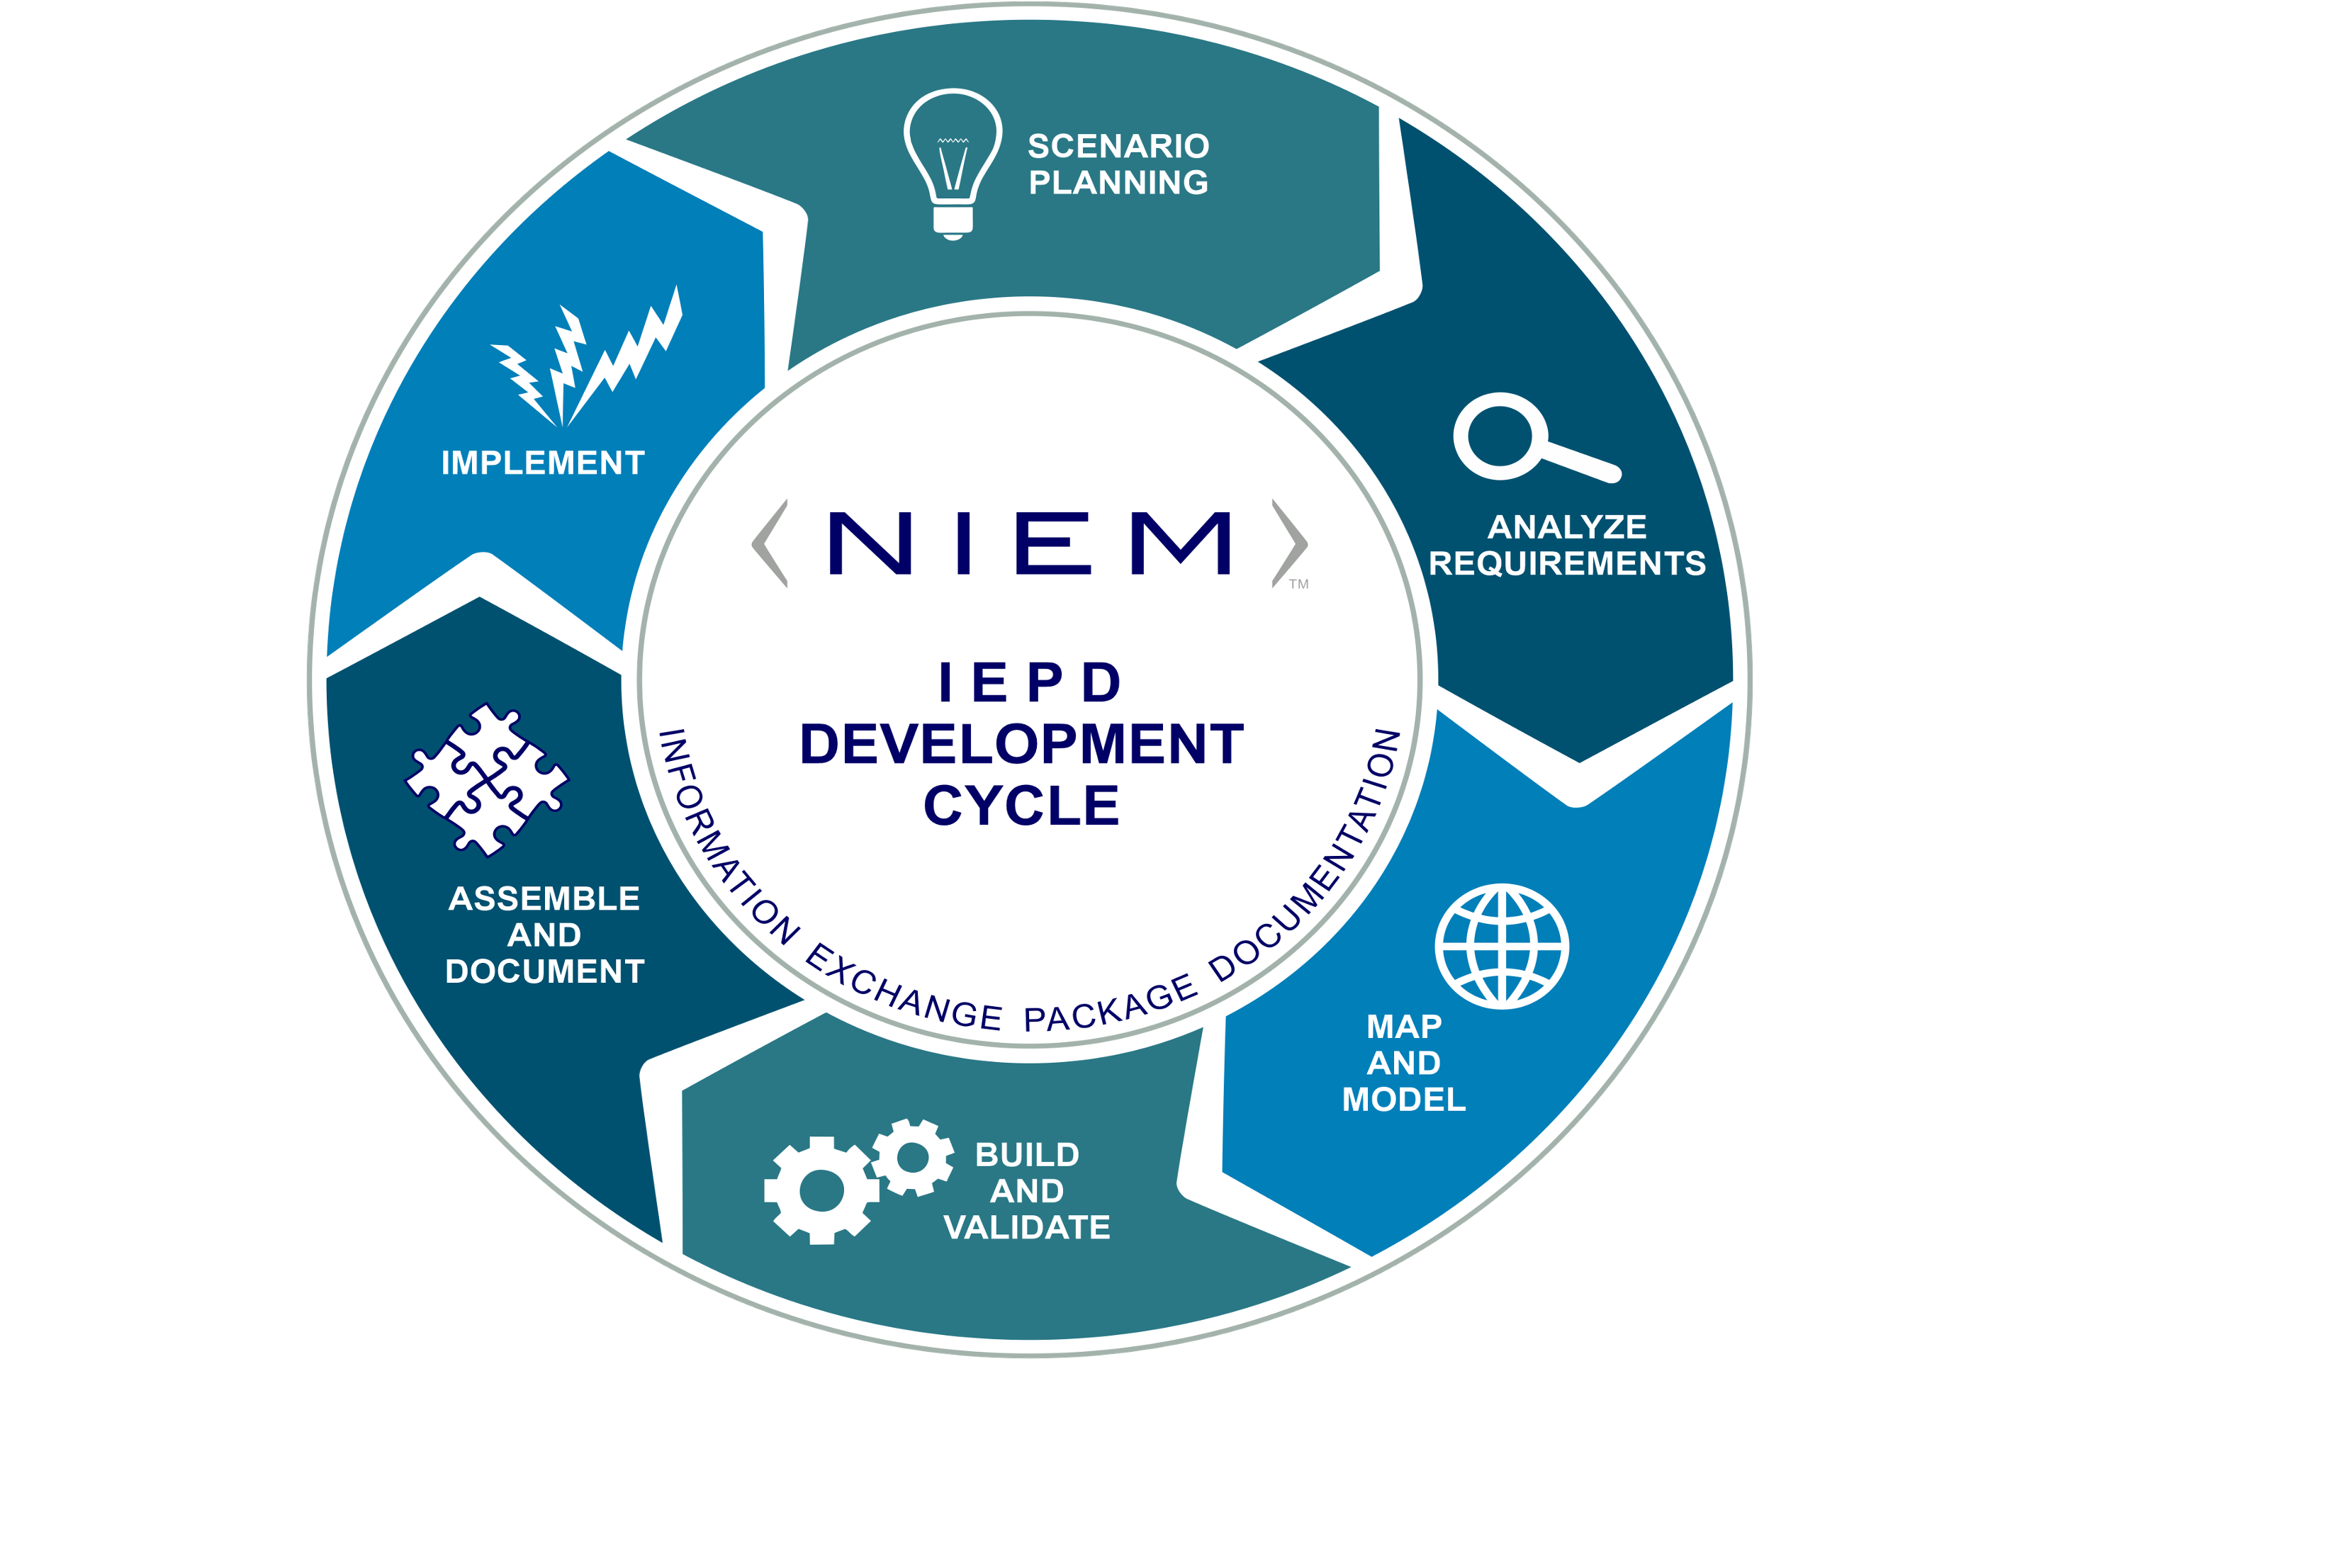 SCENARIO
PLANNING
ANALYZE
REQUIREMENTS
MAP
AND
MODEL
BUILD
AND
VALIDATE
ASSEMBLE
AND
DOCUMENT
IMPLEMENT
NIEM
TM
IEPD
DEVELOPMENT
CYCLE
INFORMATION EXCHANGE PACKAGE DOCUMENTATION